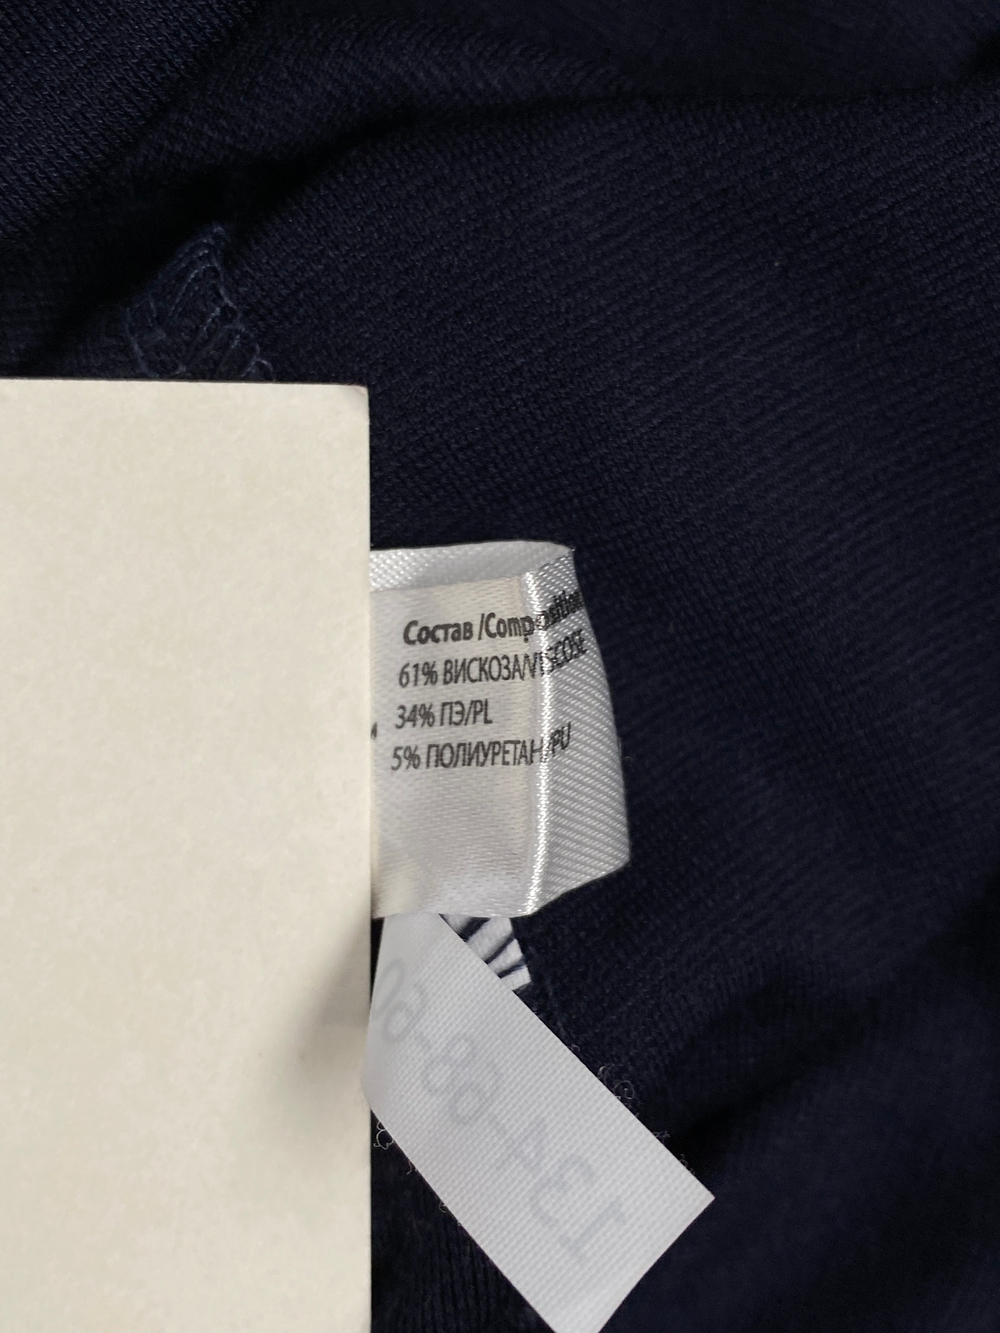 Состав /Composition
61% ВИСКОЗА/VISCOSE
34% ПЭ/PL
5% ПОЛИУРЕТАН/PU